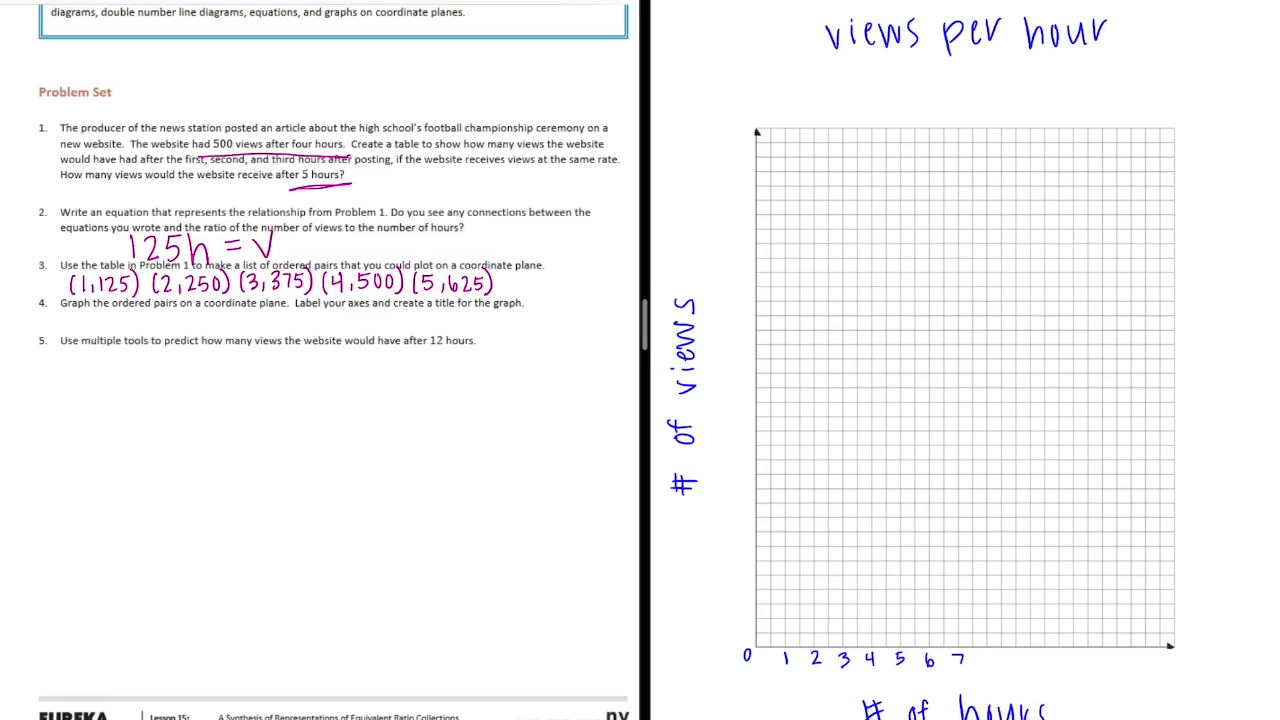 diagrams, double number line diagrams, equations, and graphs on coordinate planes.
Problem Set
1. The producer of the news station posted an article about the high school's football championship ceremony on a
new website. The website had 500 views after four hours. Create a table to show how many views the website
would have had after the first, second, and third hours after posting, if the website receives views at the same rate.
How many views would the website receive after 5 hours?
2. Write an equation that represents the relationship from Problem 1. Do you see any connections between the
equations you wrote and the ratio of the number of views to the number of hours?
125h = v
3. Use the table in Problem 1 to make a list of ordered pairs that you could plot on a coordinate plane.
(1,125) (2,250) (3,375) (4,500) (5,625)
4. Graph the ordered pairs on a coordinate plane. Label your axes and create a title for the graph.
5. Use multiple tools to predict how many views the website would have after 12 hours.
EUREKA Lesson 15: A Synthesis of Representations of Equivalent Ratio Collections
views per hour
# of views
0 1 2 3 4 5 6 7
# of hours